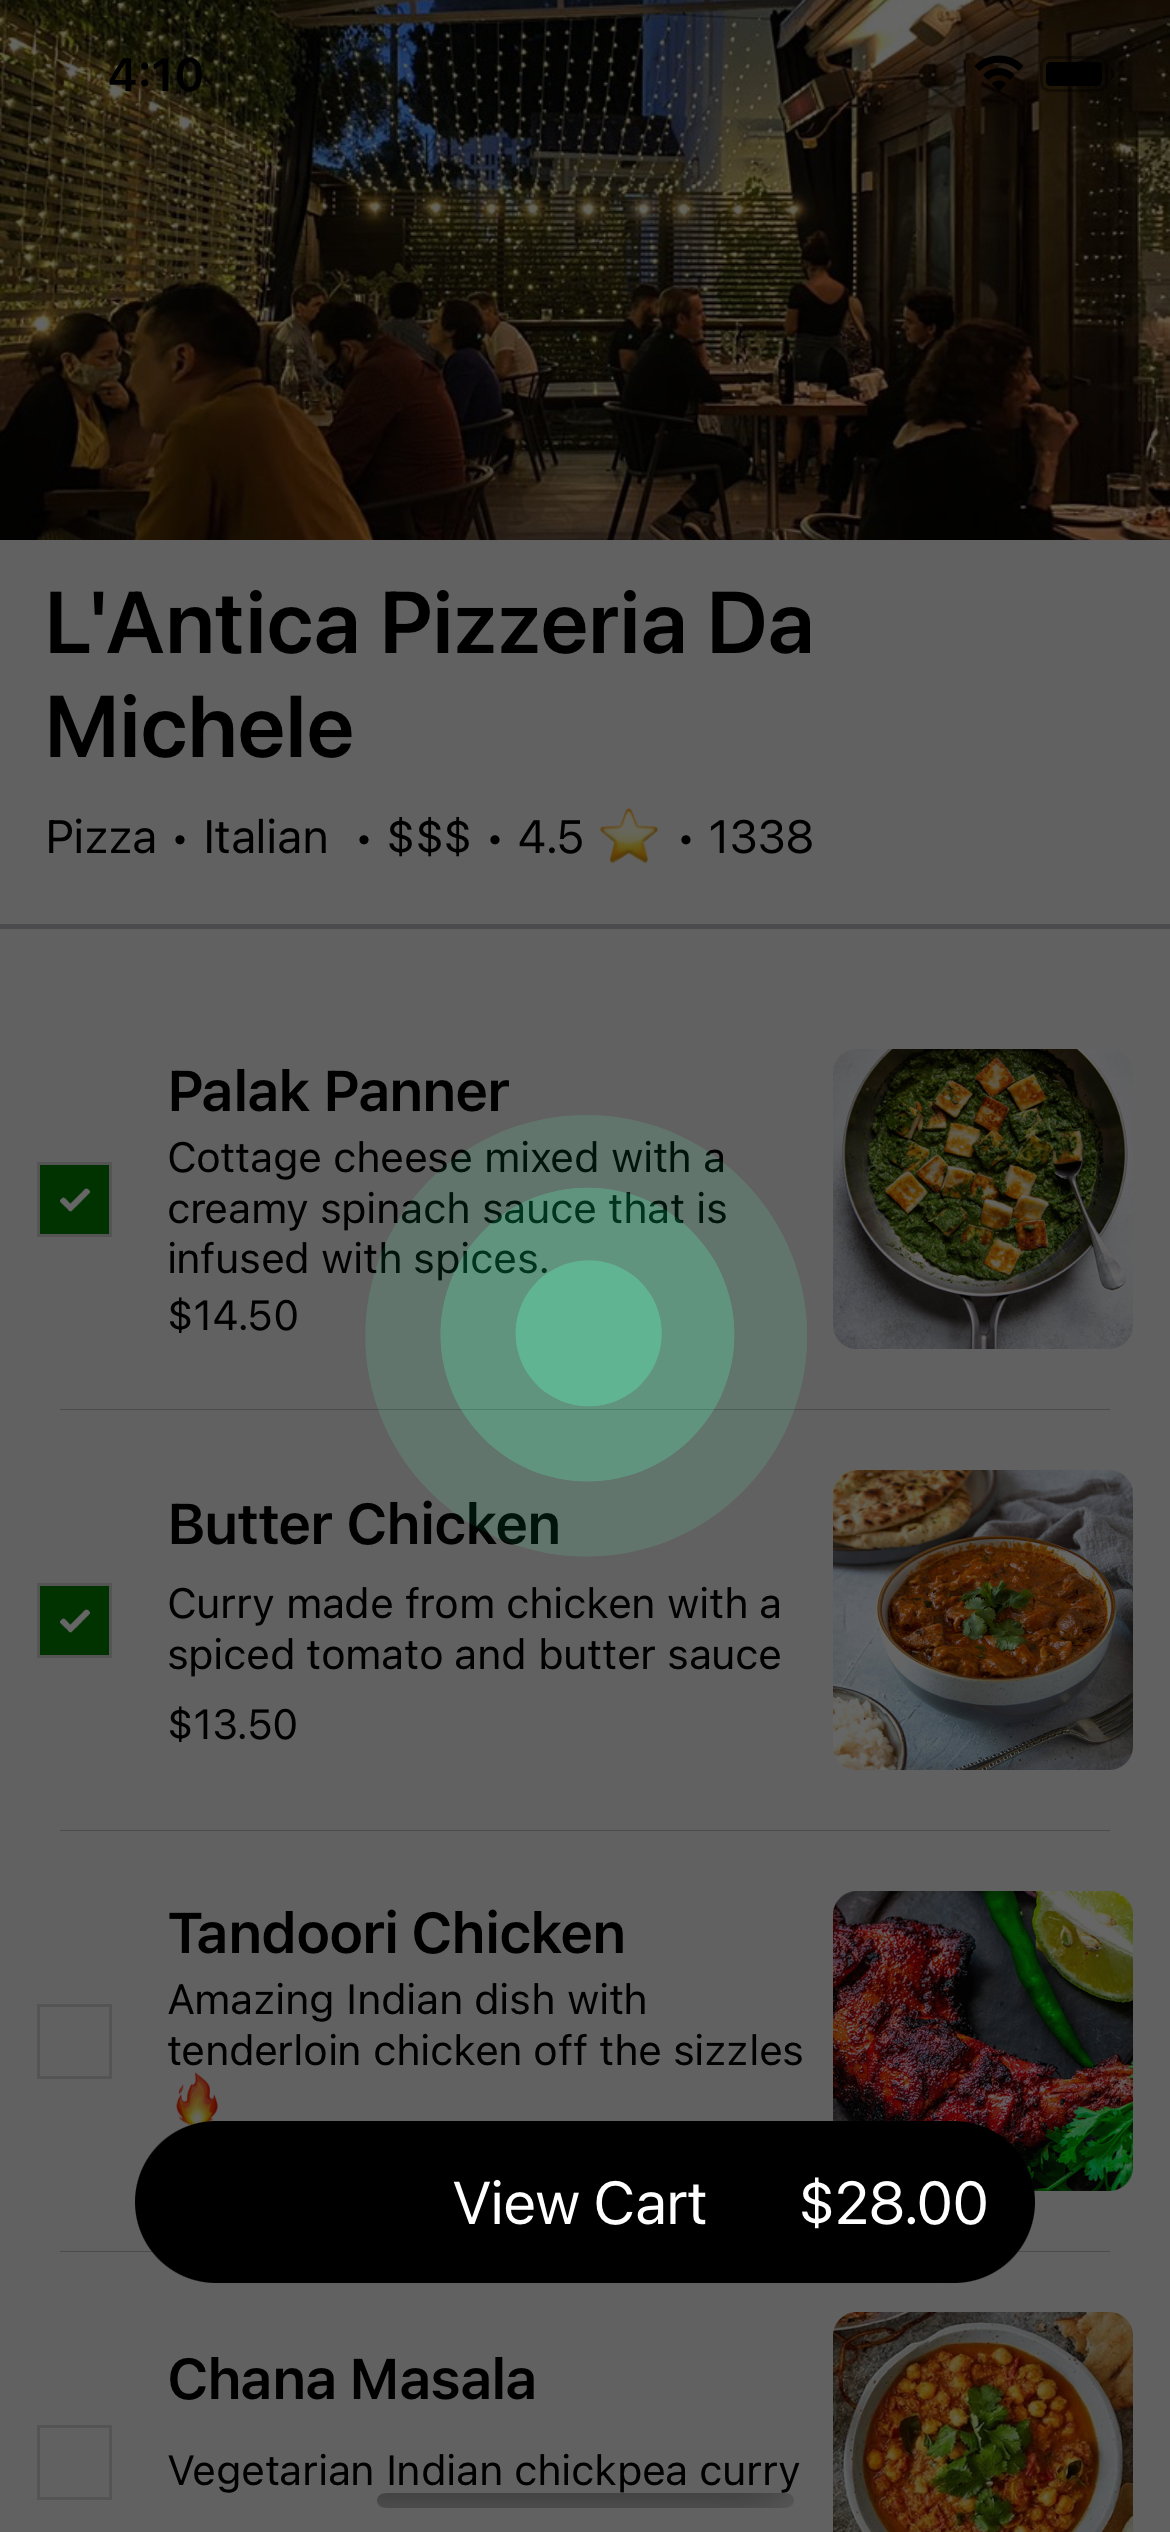 4:10
L'Antica Pizzeria Da
Michele
Pizza • Italian • $$$ • 4.5 ⭐ • 1338
Palak Panner
Cottage cheese mixed with a
creamy spinach sauce that is
infused with spices.
$14.50
Butter Chicken
Curry made from chicken with a
spiced tomato and butter sauce
$13.50
Tandoori Chicken
Amazing Indian dish with
tenderloin chicken off the sizzles
🔥
View Cart $28.00
Chana Masala
Vegetarian Indian chickpea curry